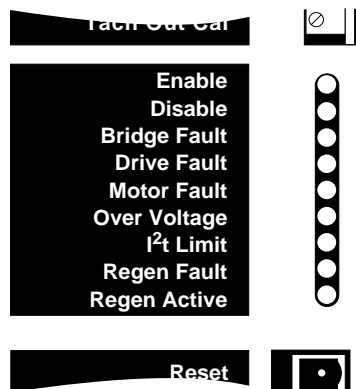 Tach Out Cal
Enable
Disable
Bridge Fault
Drive Fault
Motor Fault
Over Voltage
I²t Limit
Regen Fault
Regen Active
Reset